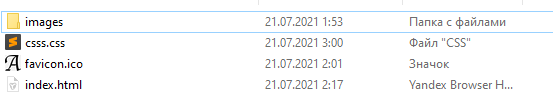 images 21.07.2021 1:53 Папка с файлами
csss.css 21.07.2021 3:00 Файл "CSS"
favicon.ico 21.07.2021 2:01 Значок
index.html 21.07.2021 2:17 Yandex Browser H...